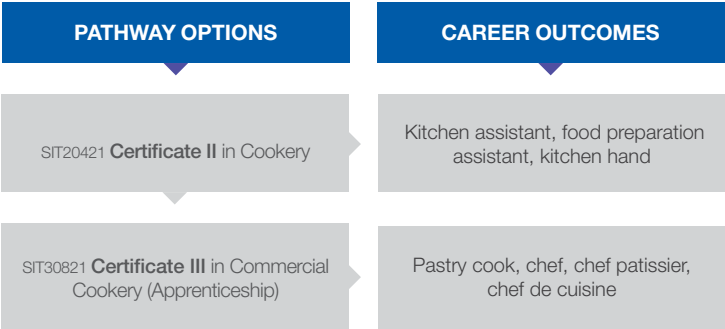 PATHWAY OPTIONS
CAREER OUTCOMES
SIT20421 Certificate II in Cookery
Kitchen assistant, food preparation
assistant, kitchen hand
SIT30821 Certificate III in Commercial
Cookery (Apprenticeship)
Pastry cook, chef, chef patissier,
chef de cuisine